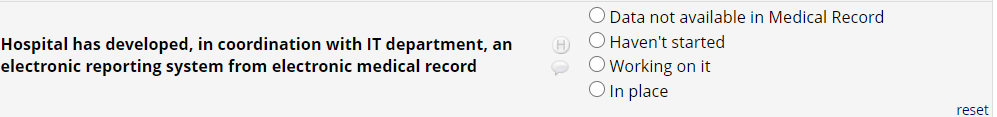 Hospital has developed, in coordination with IT department, an
electronic reporting system from electronic medical record
H
Data not available in Medical Record
Haven't started
Working on it
In place
reset